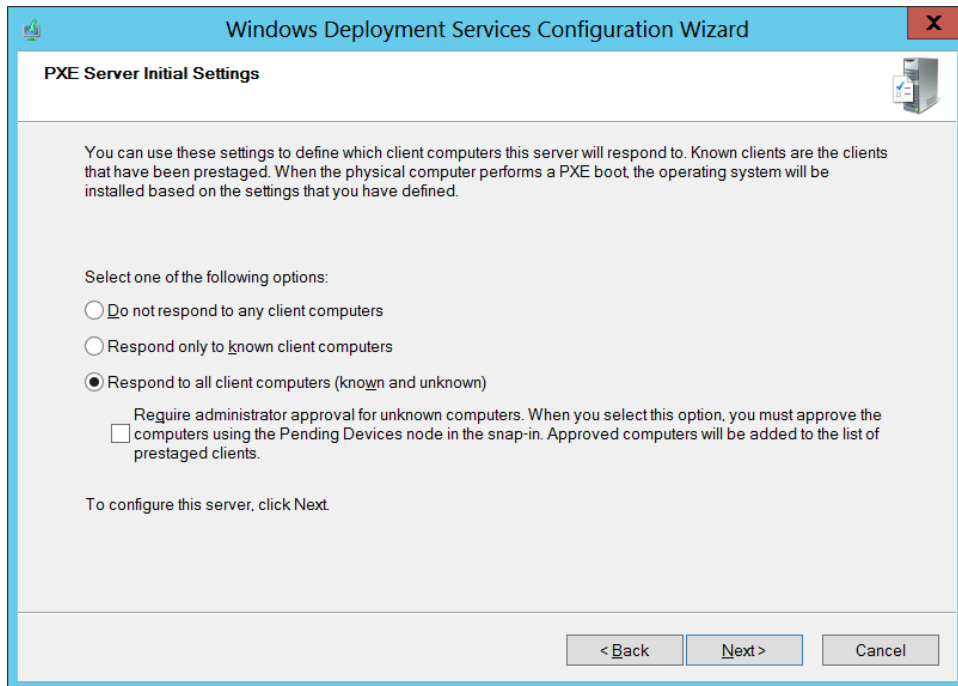 Windows Deployment Services Configuration Wizard
X
PXE Server Initial Settings
You can use these settings to define which client computers this server will respond to. Known clients are the clients
that have been prestaged. When the physical computer performs a PXE boot, the operating system will be
installed based on the settings that you have defined.
Select one of the following options:
Do not respond to any client computers
Respond only to known client computers
Respond to all client computers (known and unknown)
Require administrator approval for unknown computers. When you select this option, you must approve the
computers using the Pending Devices node in the snap-in. Approved computers will be added to the list of
prestaged clients.
To configure this server, click Next.
< Back
Next >
Cancel